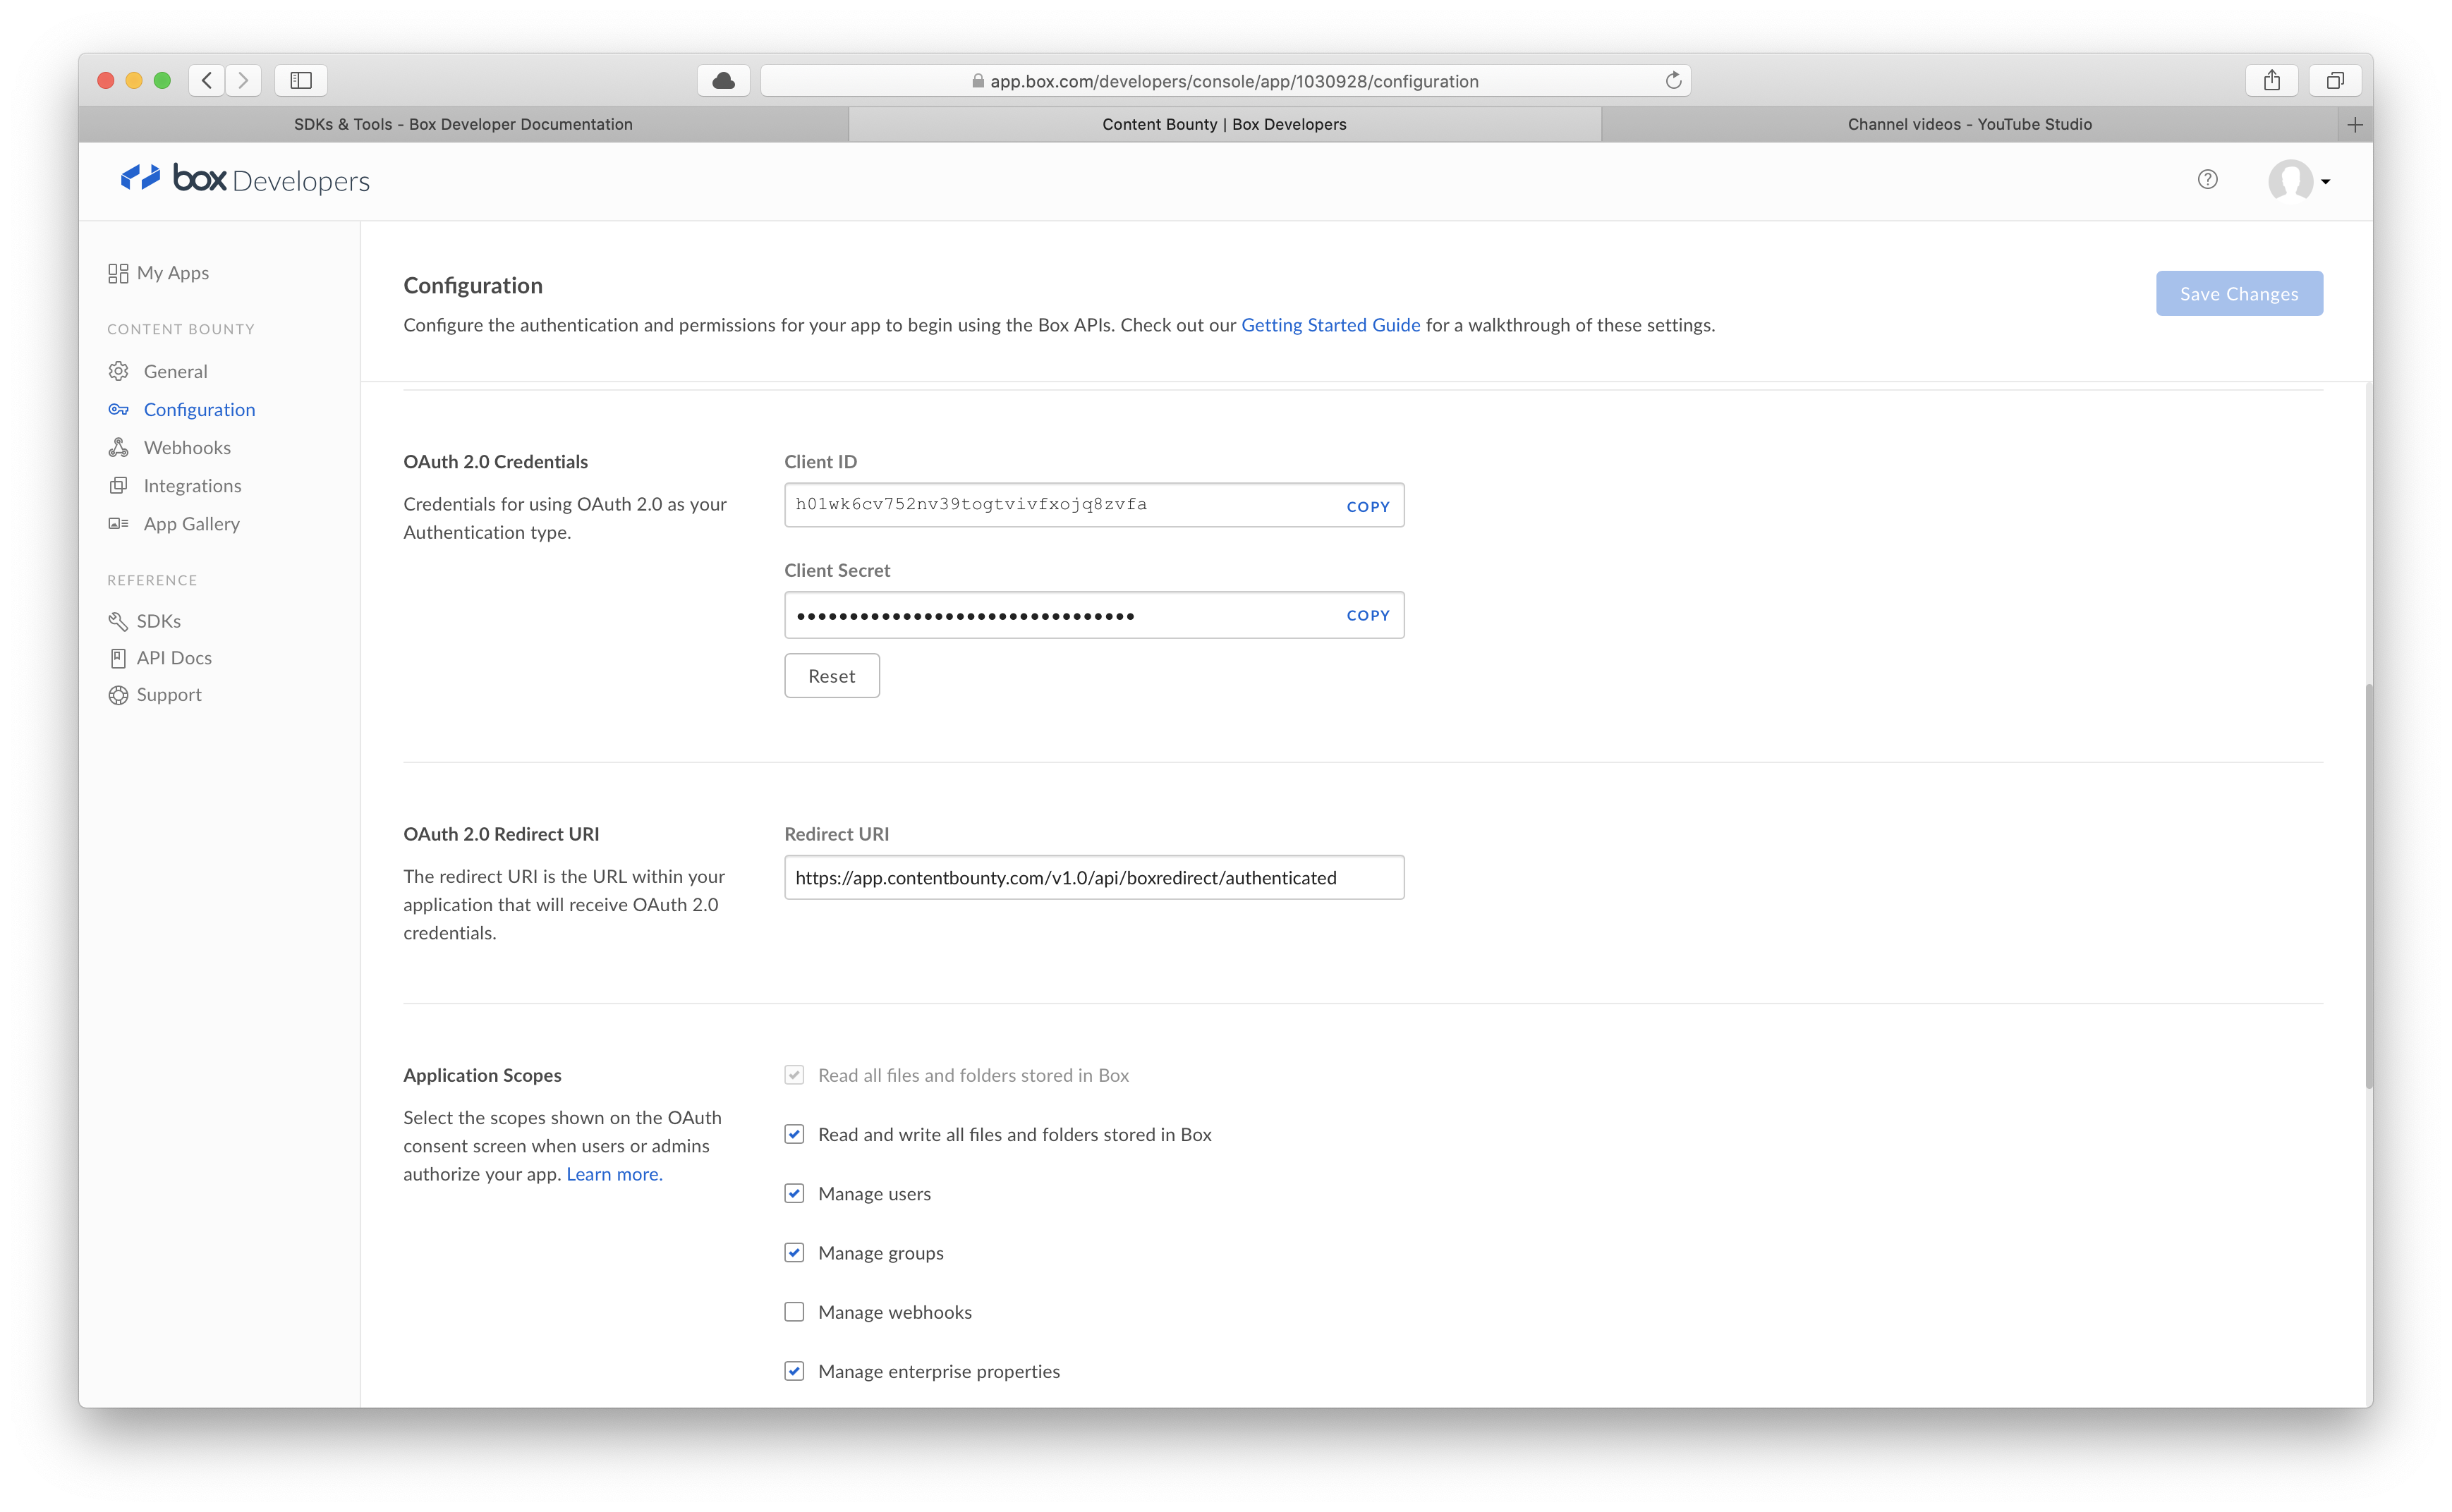 app.box.com/developers/console/app/1030928/configuration
SDKs & Tools - Box Developer Documentation
Content Bounty | Box Developers
Channel videos - YouTube Studio
box Developers
My Apps
CONTENT BOUNTY
General
Configuration
Webhooks
Integrations
App Gallery
REFERENCE
SDKs
API Docs
Support
Configuration
Save Changes
Configure the authentication and permissions for your app to begin using the Box APIs. Check out our Getting Started Guide for a walkthrough of these settings.
OAuth 2.0 Credentials
Credentials for using OAuth 2.0 as your
Authentication type.
Client ID
h01wk6cv752nv39togtvivfxojq8zvfa
COPY
Client Secret
••••••••••••••••••••••••••••••••
COPY
Reset
OAuth 2.0 Redirect URI
The redirect URI is the URL within your
application that will receive OAuth 2.0
credentials.
Redirect URI
https://app.contentbounty.com/v1.0/api/boxredirect/authenticated
Application Scopes
Select the scopes shown on the OAuth
consent screen when users or admins
authorize your app. Learn more.
Read all files and folders stored in Box
Read and write all files and folders stored in Box
Manage users
Manage groups
Manage webhooks
Manage enterprise properties